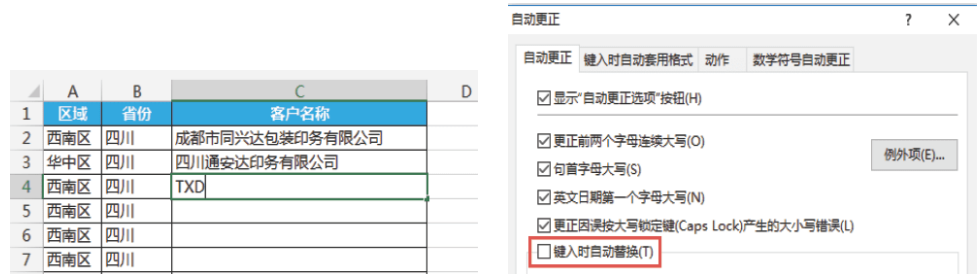 A B C D
1 区域 省份 客户名称
2 西南区 四川 成都市同兴达包装印务有限公司
3 华中区 四川 四川通安达印务有限公司
4 西南区 四川 TXD
5 西南区 四川
6 西南区 四川
7 西南区 四川
自动更正 ? ×
自动更正 键入时自动套用格式 动作 数学符号自动更正
显示"自动更正选项"按钮(H)
更正前两个字母连续大写(O)
例外项(E)...
句首字母大写(S)
英文日期第一个字母大写(N)
更正因误按大写锁定键(Caps Lock)产生的大小写错误(L)
键入时自动替换(T)